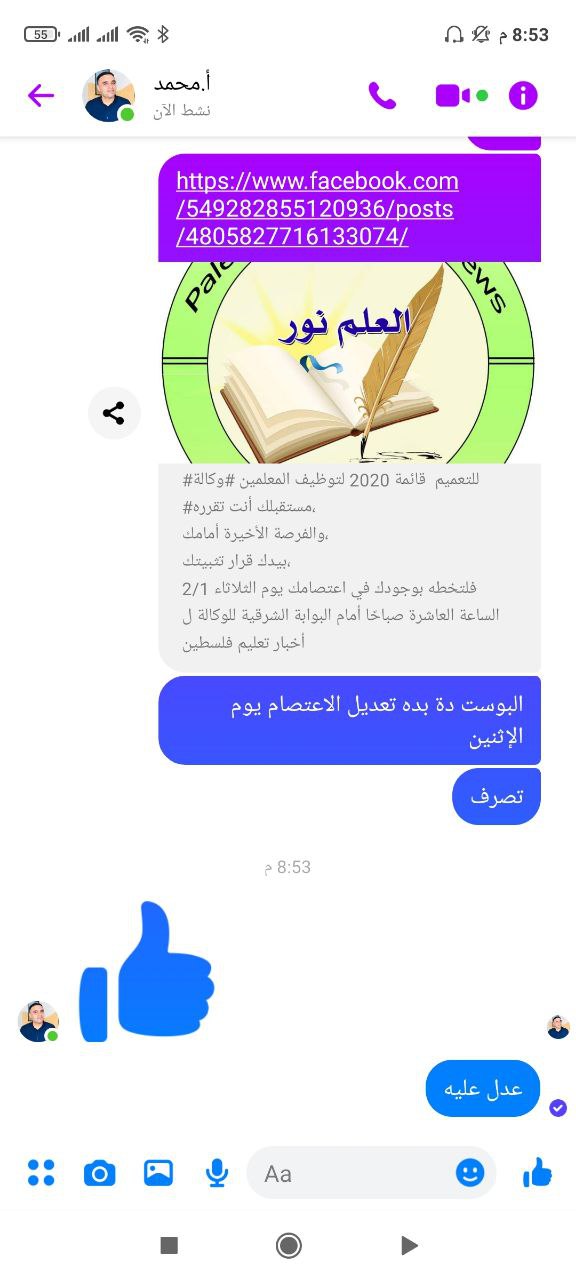 55
8:53 م
أ.محمد
نشط الآن
https://www.facebook.com
/549282855120936/posts
/4805827716133074/
Pale
ews
العلم نور
للتعميم قائمة 2020 لتوظيف المعلمين #وكالة#
مستقبلك أنت تقرره#،
والفرصة الأخيرة أمامك،
بيدك قرار تثبيتك،
فلتخطه بوجودك في اعتصامك يوم الثلاثاء 2/1
الساعة العاشرة صباحًا أمام البوابة الشرقية للوكالة ل
أخبار تعليم فلسطين
البوست دة بده تعديل الاعتصام يوم
الإثنين
تصرف
8:53 م
عدل عليه
Aa